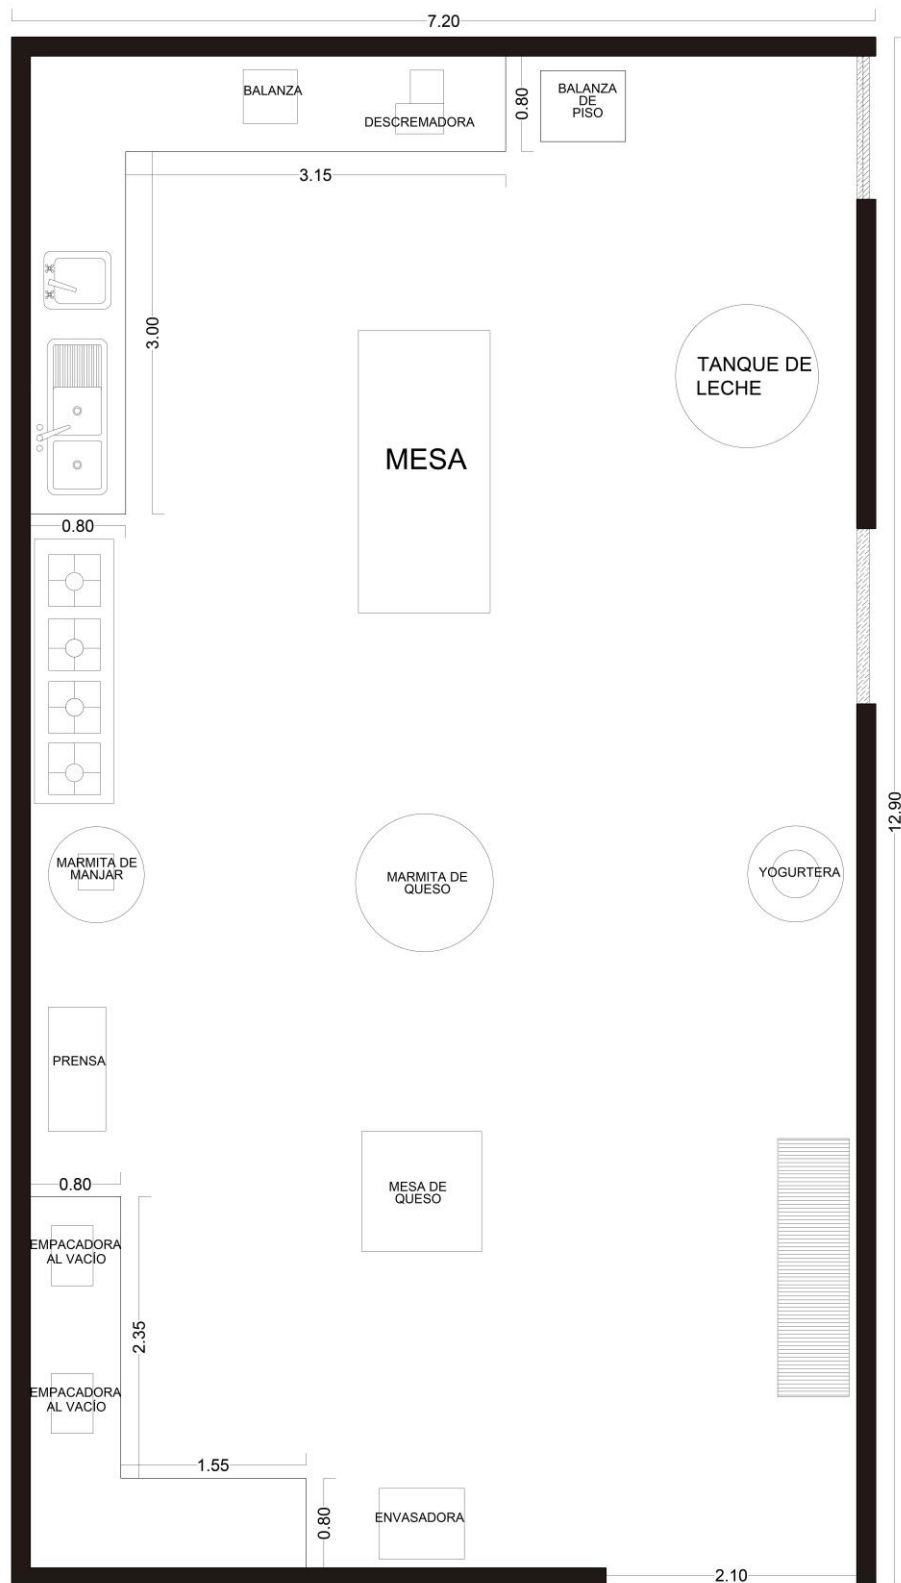 7.20
BALANZA
DESCREMADORA
0.80
BALANZA
DE
PISO
3.15
3.00
TANQUE DE
LECHE
MESA
0.80
12.90
MARMITA DE
MANJAR
MARMITA DE
QUESO
YOGURTERA
PRENSA
0.80
MESA DE
QUESO
EMPACADORA
AL VACÍO
2.35
EMPACADORA
AL VACÍO
1.55
0.80
ENVASADORA
2.10